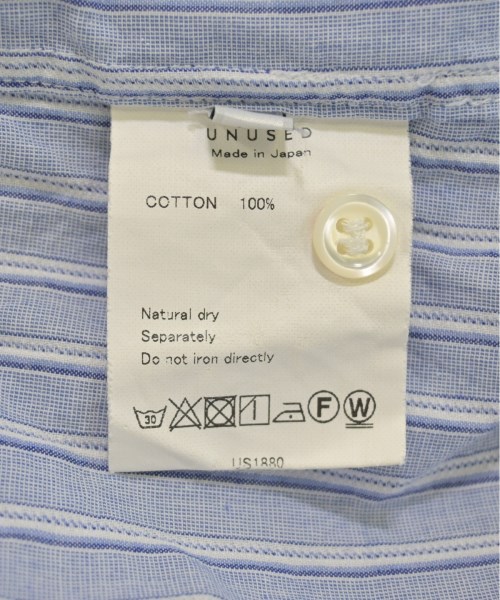 UNUSED
Made in Japan
COTTON 100%
Natural dry
Separately
Do not iron directly
30 F W
US1880